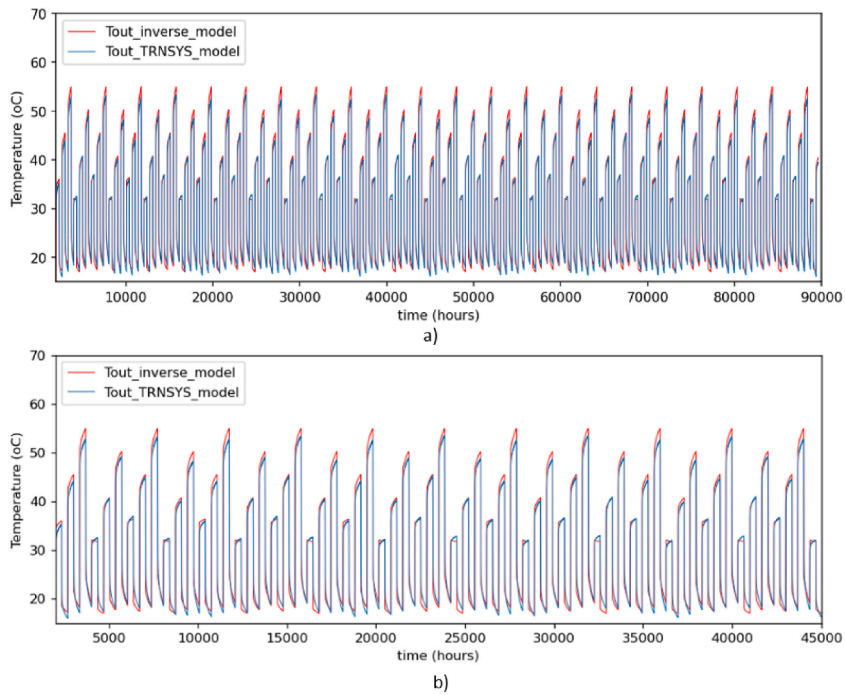 70
60
50
40
30
20
Temperature (oC)
Tout_inverse_model
Tout_TRNSYS_model
10000 20000 30000 40000 50000 60000 70000 80000 90000
time (hours)
a)
70
60
50
40
30
20
Temperature (oC)
Tout_inverse_model
Tout_TRNSYS_model
5000 10000 15000 20000 25000 30000 35000 40000 45000
time (hours)
b)